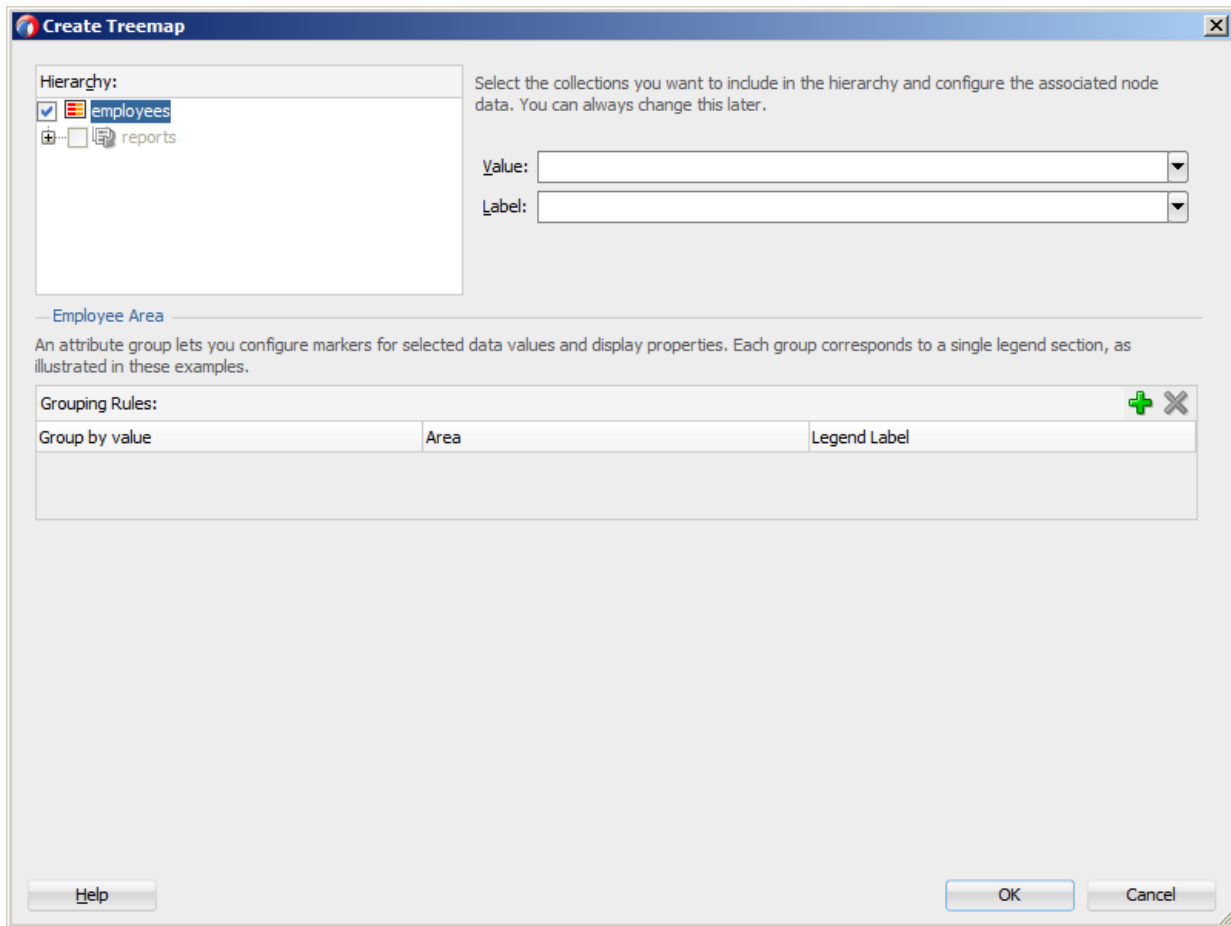 Create Treemap
Hierarchy:
employees
reports
Select the collections you want to include in the hierarchy and configure the associated node
data. You can always change this later.
Value:
Label:
Employee Area
An attribute group lets you configure markers for selected data values and display properties. Each group corresponds to a single legend section, as
illustrated in these examples.
Grouping Rules:
Group by value Area Legend Label
Help OK Cancel